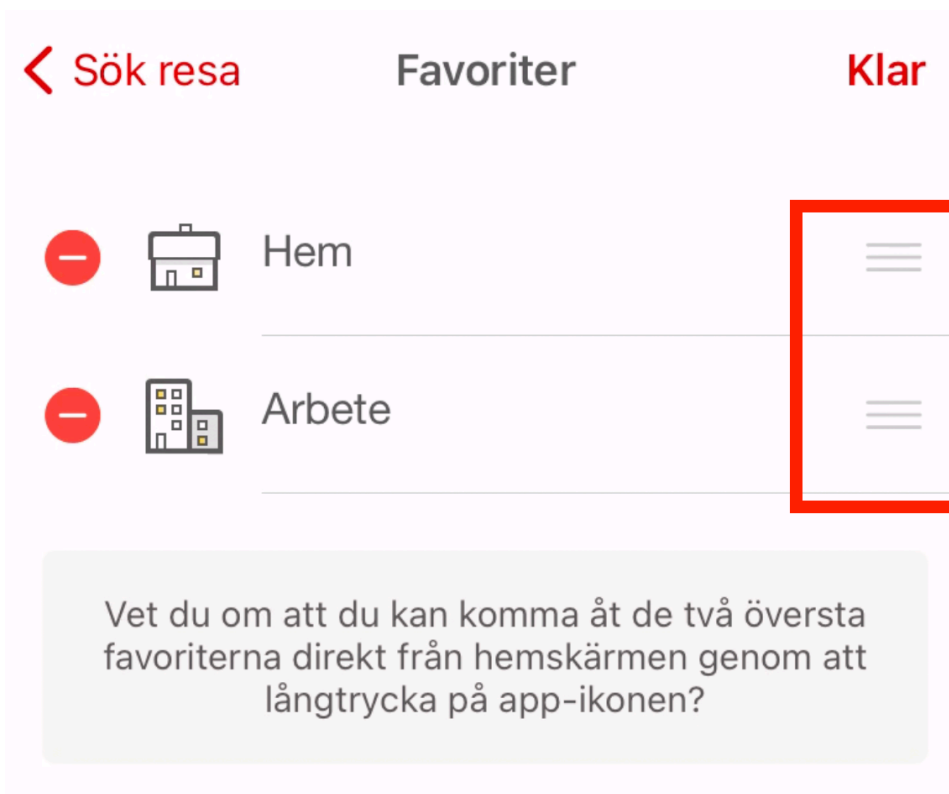 Sök resa Favoriter Klar
Hem
Arbete
Vet du om att du kan komma åt de två översta
favoriterna direkt från hemskärmen genom att
långtrycka på app-ikonen?